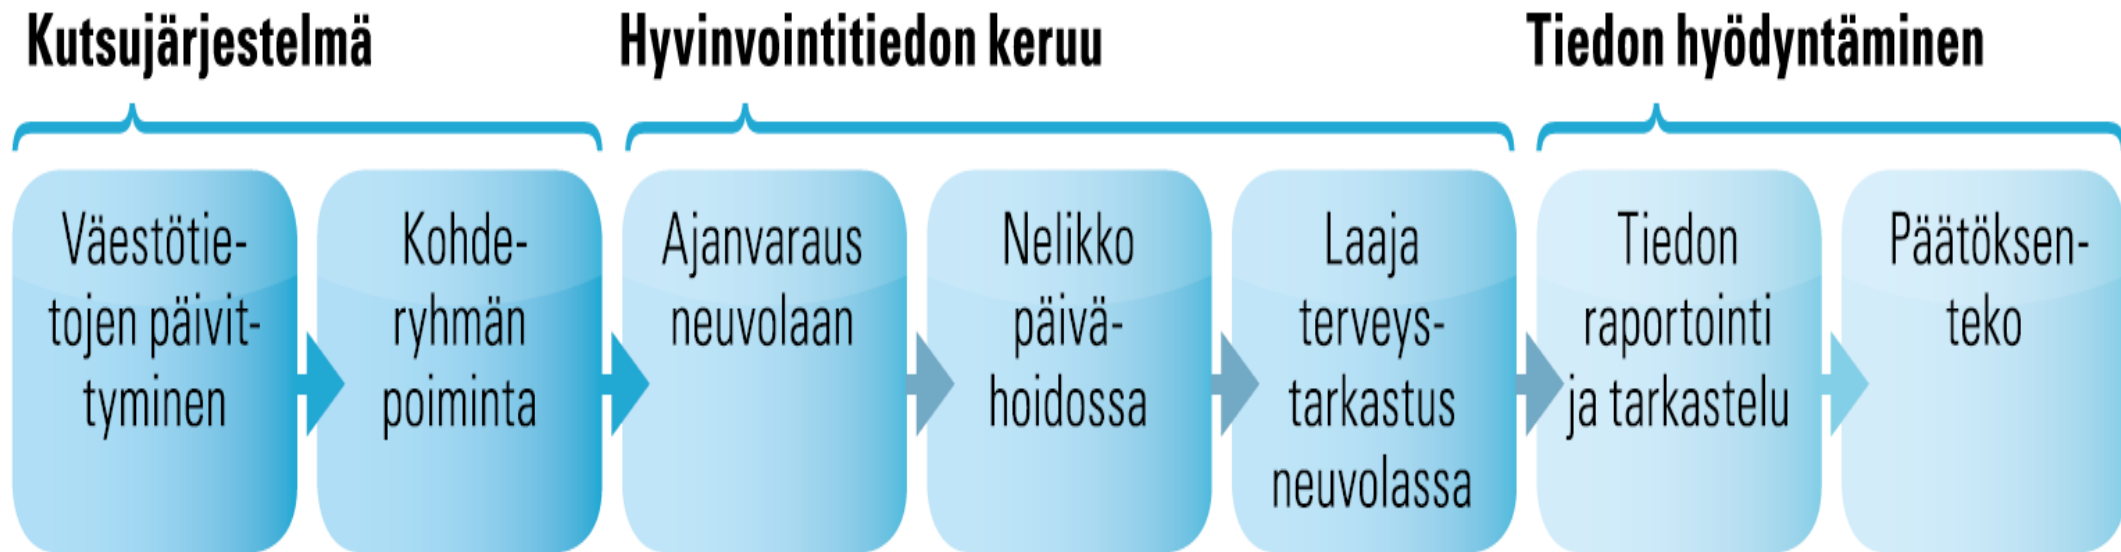 Kutsujärjestelmä
Hyvinvointitiedon keruu
Tiedon hyödyntäminen
Väestötie-
tojen päivit-
tyminen
Kohde-
ryhmän
poiminta
Ajanvaraus
neuvolaan
Nelikko
päivä-
hoidossa
Laaja
terveys-
tarkastus
neuvolassa
Tiedon
raportointi
ja tarkastelu
Päätöksen-
teko